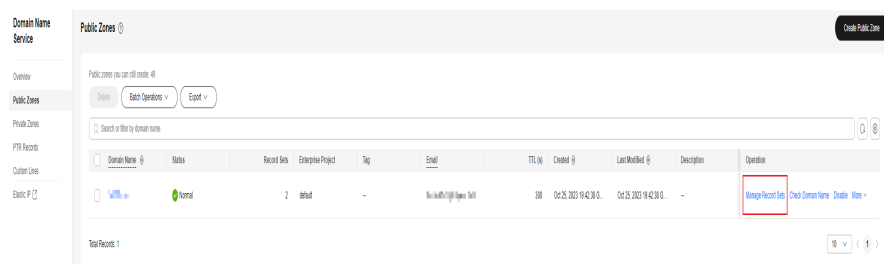 Domain Name Service
Overview
Public Zones
Private Zones
PTR Records
Custom Lines
Elastic IP
Public Zones
Create Public Zone
Public zones you can still create: 49
Delete Batch Operations Export
Search or filter by domain name.
Domain Name Status Record Sets Enterprise Project Tag Email TTL (s) Created Last Modified Description Operation
Normal 2 default -- 300 Oct 25, 2023 19:42:38 G... Oct 25, 2023 19:42:38 G... -- Manage Record Sets Check Domain Name Disable More
Total Records: 1
10 < 1 >